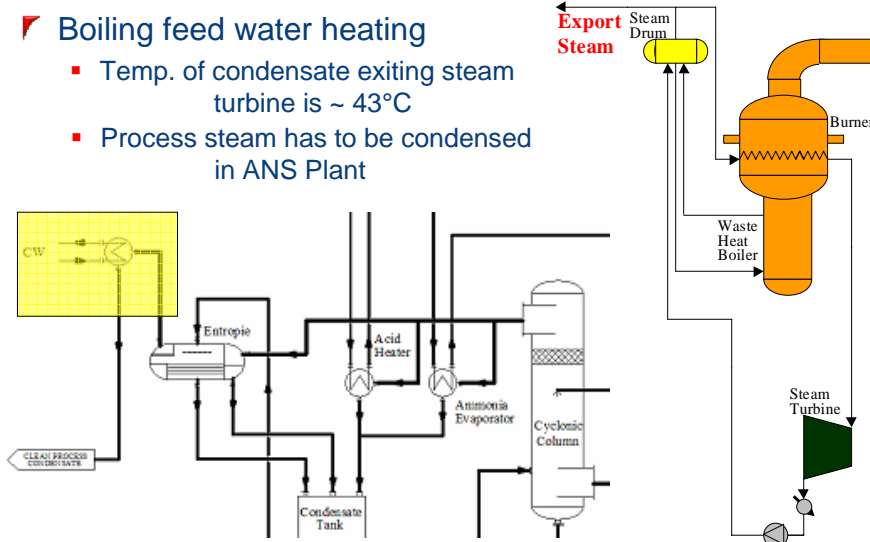 Boiling feed water heating
Temp. of condensate exiting steam
turbine is ~ 43°C
Process steam has to be condensed
in ANS Plant
Export
Steam
Steam
Drum
Burner
Waste
Heat
Boiler
Steam
Turbine
CW
Entropie
Acid
Heater
Ammonia
Evaporator
Cyclonic
Column
CLEAN PROCESS
CONDENSATE
Condensate
Tank